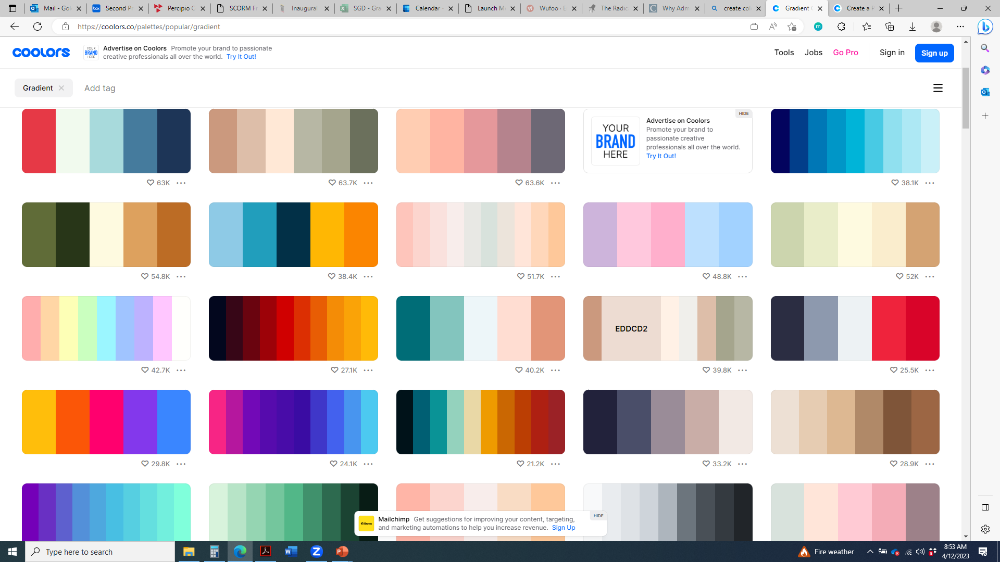 Mail - Gol
Second Pr
Percipio C
SCORM Fr
Inaugural
SGD - Gra
Calendar -
Launch M
Wufoo · E
The Radic
Why Adm
create col
Gradient C
Create a P
https://coolors.co/palettes/popular/gradient
coolors
YOUR
BRAND
HERE
Advertise on Coolors Promote your brand to passionate
creative professionals all over the world. Try It Out!
Tools
Jobs
Go Pro
Sign in
Sign up
Gradient
Add tag
HIDE
YOUR
BRAND
HERE
Advertise on Coolors
Promote your brand to
passionate creative
professionals all over the world.
Try It Out!
63K
63.7K
63.6K
38.1K
54.8K
38.4K
51.7K
48.8K
52K
EDDCD2
42.7K
27.1K
40.2K
39.8K
25.5K
29.8K
24.1K
21.2K
33.2K
28.9K
Mailchimp Get suggestions for improving your content, targeting,
and marketing automations to help you increase revenue. Sign Up
HIDE
Type here to search
Fire weather
8:53 AM
4/12/2023